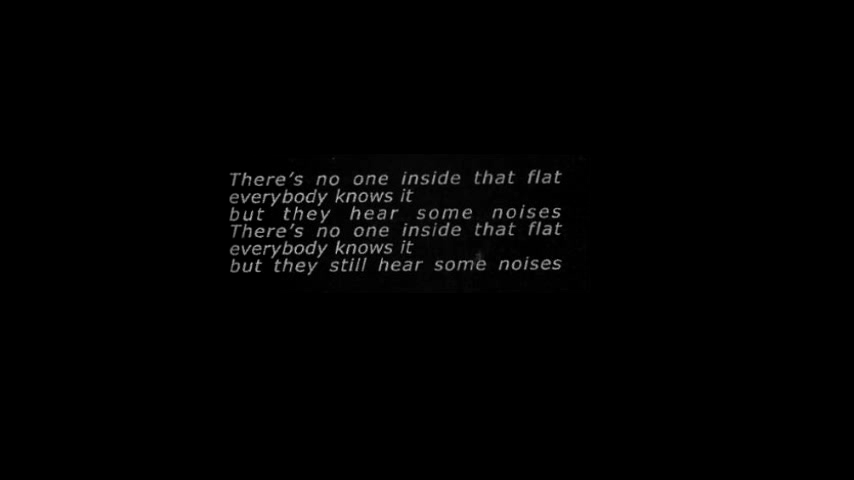 There's no one inside that flat
everybody knows it
but they hear some noises
There's no one inside that flat
everybody knows it
but they still hear some noises